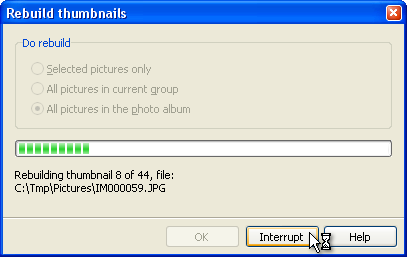 Rebuild thumbnails
Do rebuild
Selected pictures only
All pictures in current group
All pictures in the photo album
Rebuilding thumbnail 8 of 44, file:
C:\Tmp\Pictures\IM000059.JPG
OK Interrupt Help